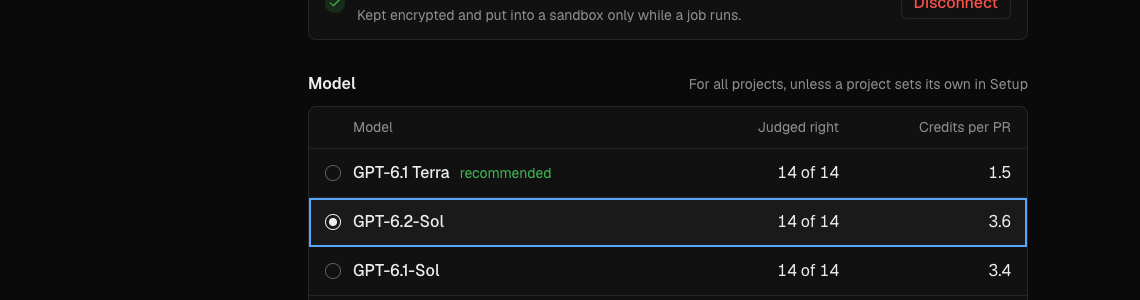 Kept encrypted and put into a sandbox only while a job runs.
Disconnect
Model
For all projects, unless a project sets its own in Setup
Model Judged right Credits per PR
GPT-6.1 Terra recommended 14 of 14 1.5
GPT-6.2-Sol 14 of 14 3.6
GPT-6.1-Sol 14 of 14 3.4